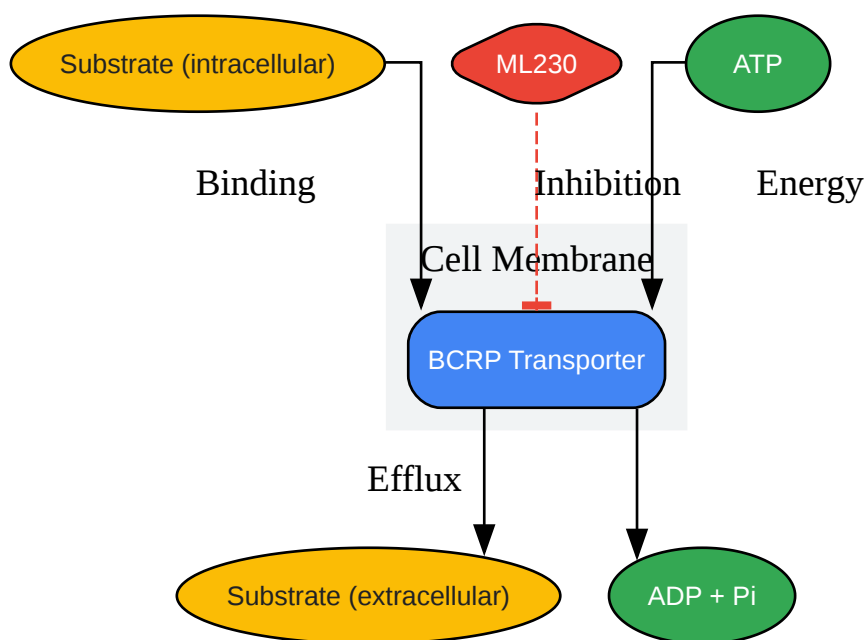 Substrate (intracellular)
ML230
ATP
Binding
Inhibition
Energy
Cell Membrane
BCRP Transporter
Efflux
Substrate (extracellular)
ADP + Pi